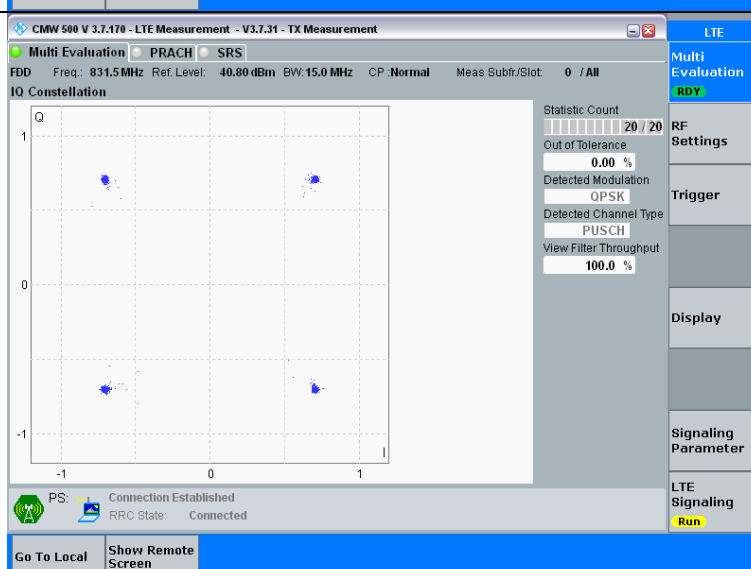 CMW 500 V 3.7.170 - LTE Measurement - V3.7.31 - TX Measurement
LTE
Multi Evaluation PRACH SRS
FDD Freq.: 831.5 MHz Ref. Level: 40.80 dBm BW: 15.0 MHz CP :Normal Meas Subfr./Slot: 0 / All
IQ Constellation
Q
1
0
-1
-1 0 1
I
Statistic Count
20 / 20
Out of Tolerance
0.00 %
Detected Modulation
QPSK
Detected Channel Type
PUSCH
View Filter Throughput
100.0 %
Multi
Evaluation
RDY
RF
Settings
Trigger
Display
Signaling
Parameter
LTE
Signaling
Run
PS: Connection Established
RRC State: Connected
Go To Local
Show Remote
Screen